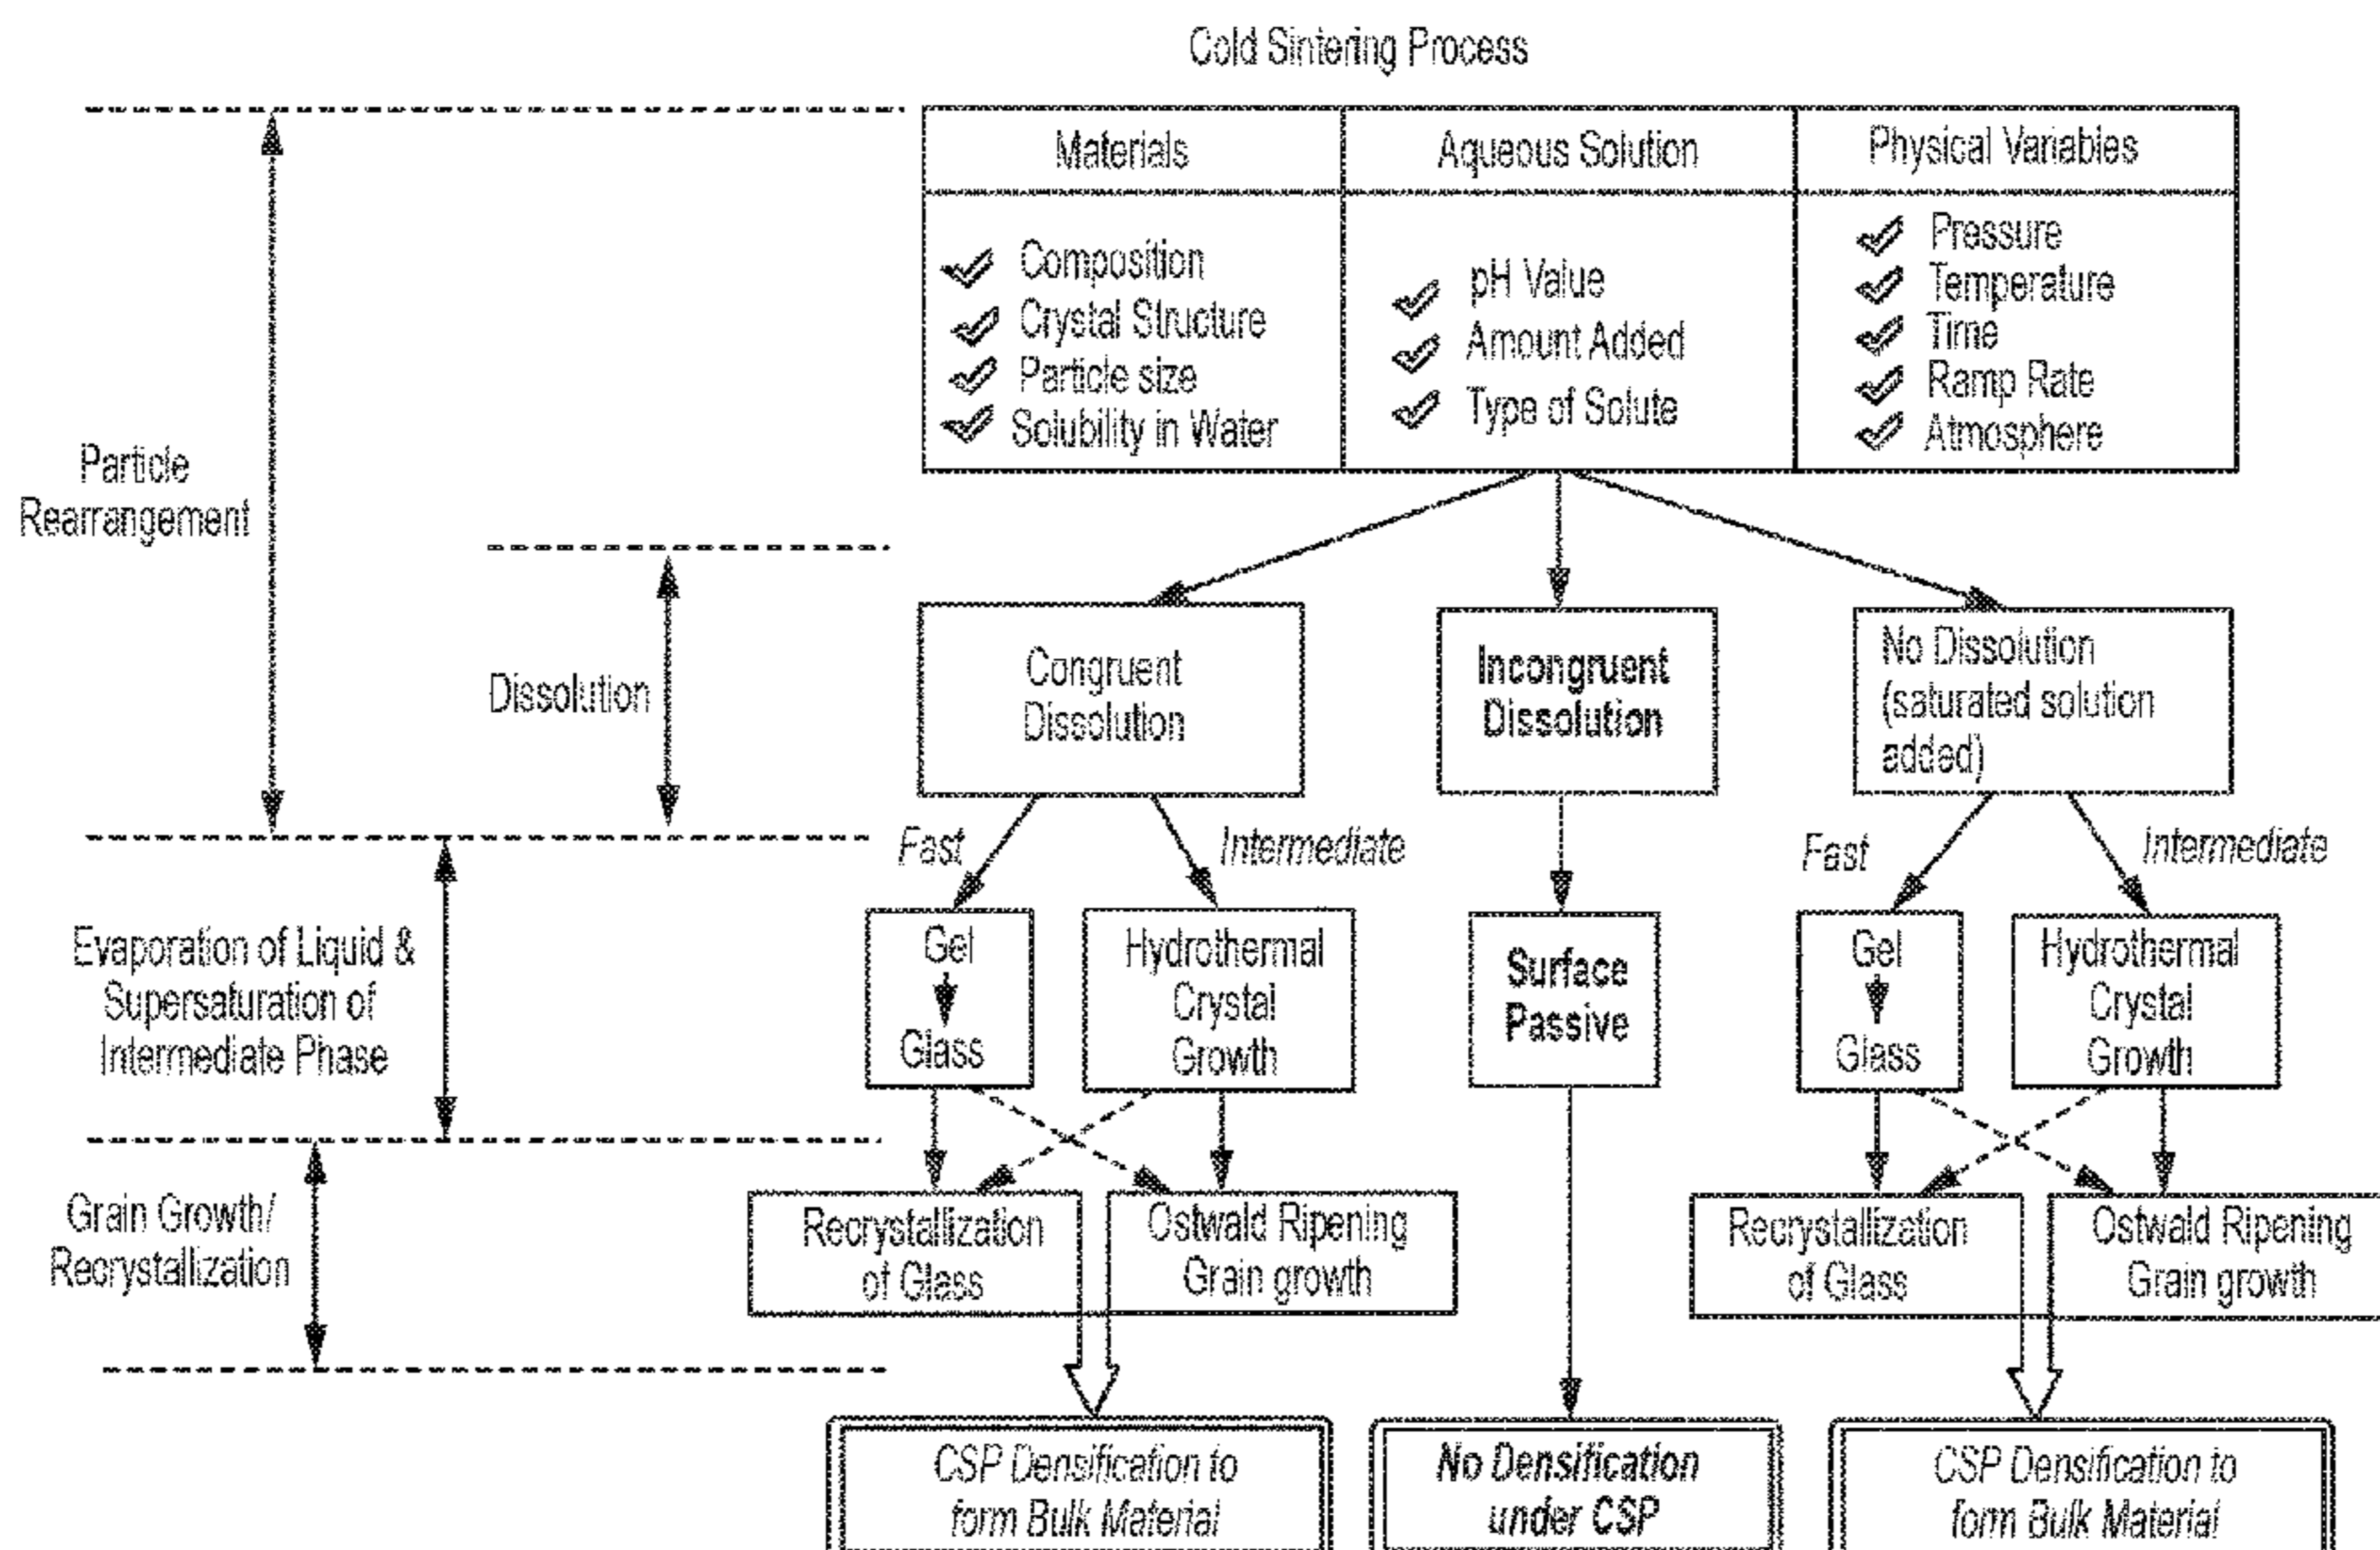 Cold Sintering Process
Materials
Aqueous Solution
Physical Variables
Composition
Crystal Structure
Particle size
Solubility in Water
pH Value
Amount Added
Type of Solute
Pressure
Temperature
Time
Ramp Rate
Atmosphere
Particle
Rearrangement
Dissolution
Congruent
Dissolution
Incongruent
Dissolution
No Dissolution
(saturated solution
added)
Fast
Intermediate
Fast
Intermediate
Evaporation of Liquid &
Supersaturation of
Intermediate Phase
Gel
Glass
Hydrothermal
Crystal
Growth
Surface
Passive
Gel
Glass
Hydrothermal
Crystal
Growth
Grain Growth/
Recrystallization
Recrystallization
of Glass
Ostwald Ripening
Grain growth
Recrystallization
of Glass
Ostwald Ripening
Grain growth
CSP Densification to
form Bulk Material
No Densification
under CSP
CSP Densification to
form Bulk Material